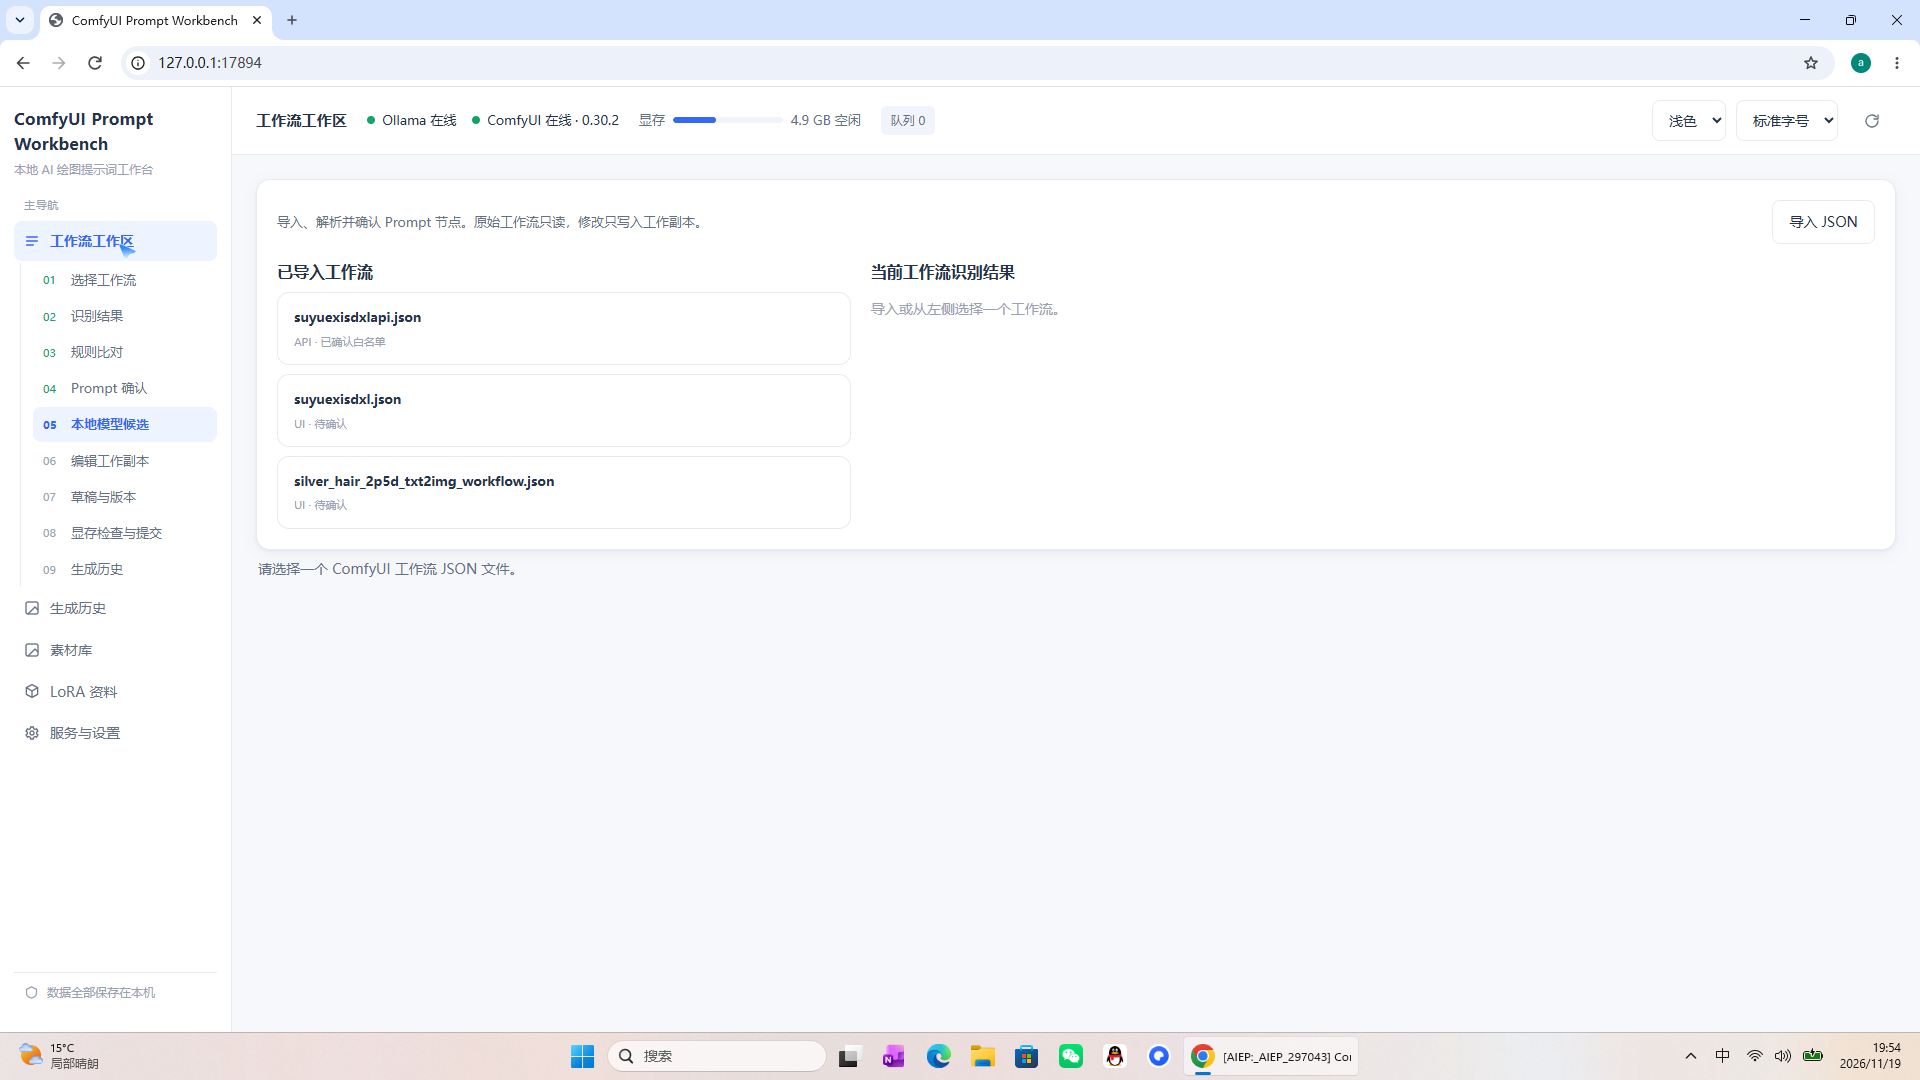 ComfyUI Prompt Workbench
127.0.0.1:17894
a
ComfyUI Prompt
Workbench
本地 AI 绘图提示词工作台
主导航
工作流工作区
01 选择工作流
02 识别结果
03 规则比对
04 Prompt 确认
05 本地模型候选
06 编辑工作副本
07 草稿与版本
08 显存检查与提交
09 生成历史
生成历史
素材库
LoRA 资料
服务与设置
数据全部保存在本机
工作流工作区 Ollama 在线 ComfyUI 在线 · 0.30.2 显存 4.9 GB 空闲 队列 0 浅色 标准字号
导入、解析并确认 Prompt 节点。原始工作流只读，修改只写入工作副本。 导入 JSON
已导入工作流
suyuexisdxlapi.json
API · 已确认白名单
suyuexisdxl.json
UI · 待确认
silver_hair_2p5d_txt2img_workflow.json
UI · 待确认
当前工作流识别结果
导入或从左侧选择一个工作流。
请选择一个 ComfyUI 工作流 JSON 文件。
15°C
局部晴朗
搜索
[AIEP:_AIEP_297043] Co
中
19:54
2026/11/19